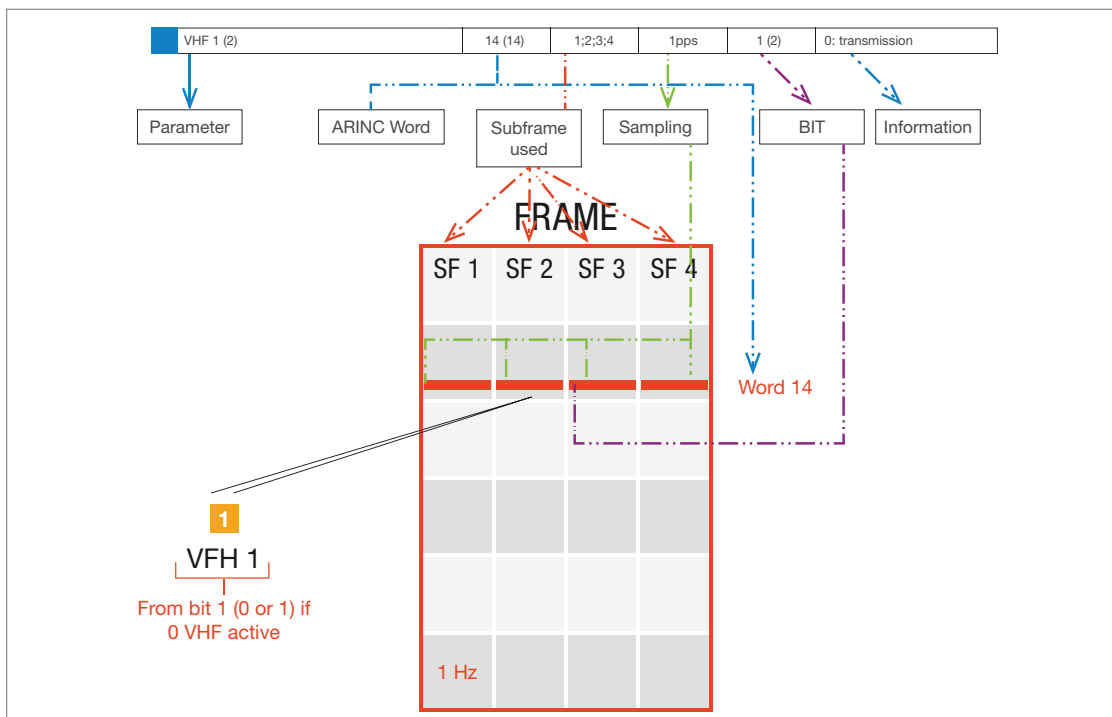 VHF 1 (2) 14 (14) 1;2;3;4 1pps 1 (2) 0: transmission
Parameter
ARINC Word
Subframe
used
Sampling
BIT
Information
FRAME
SF 1 SF 2 SF 3 SF 4
Word 14
1
VFH 1
From bit 1 (0 or 1) if
0 VHF active
1 Hz